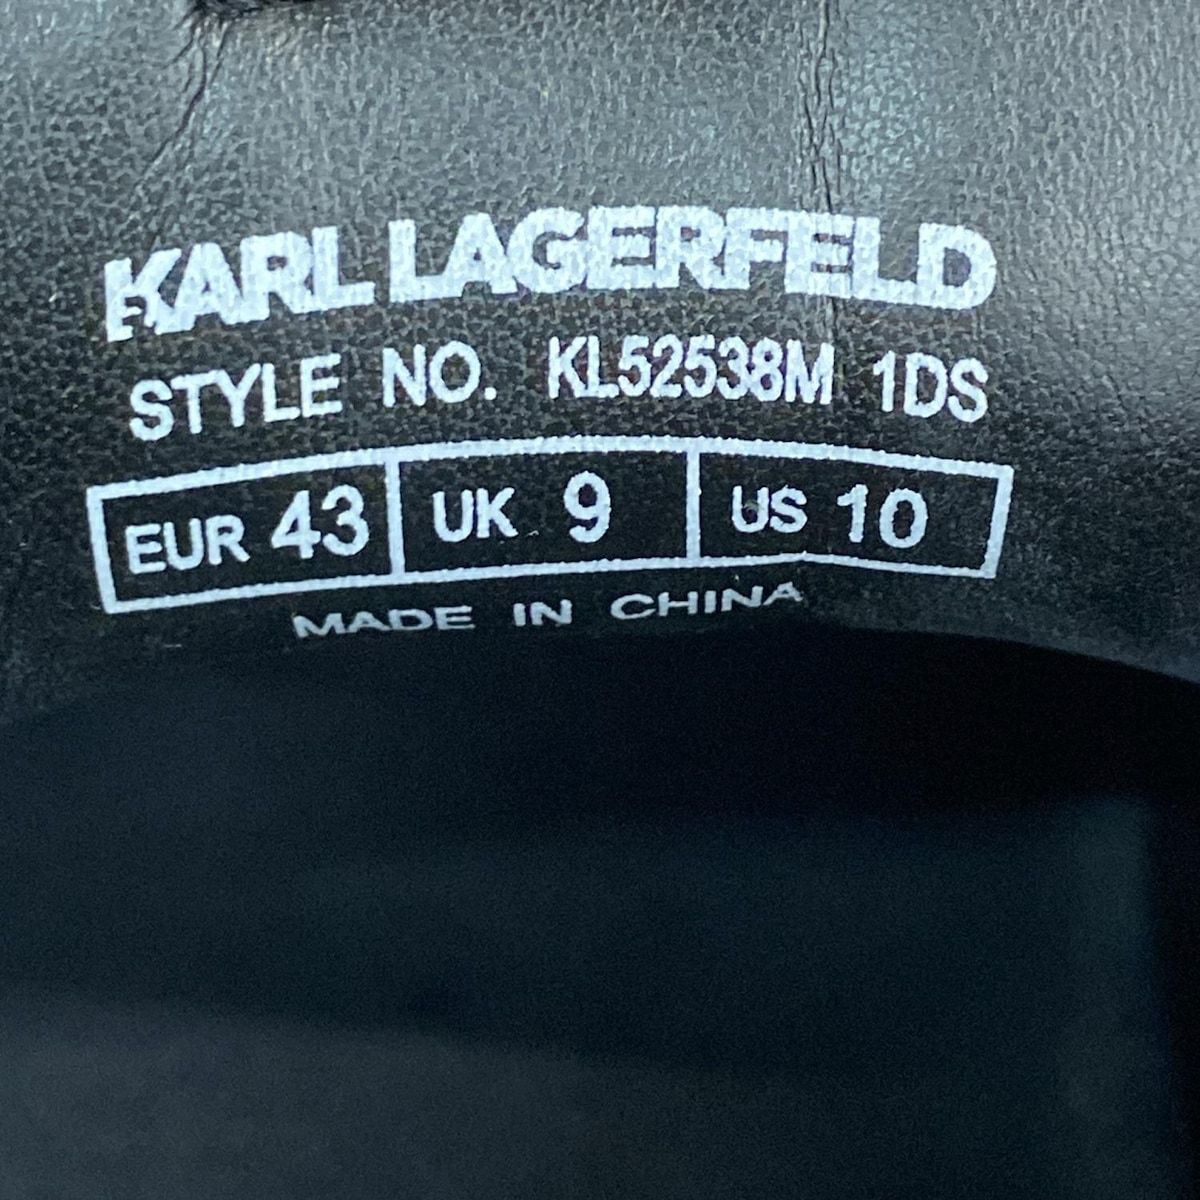 KARL LAGERFELD
STYLE NO. KL52538M 1DS
EUR 43 UK 9 US 10
MADE IN CHINA